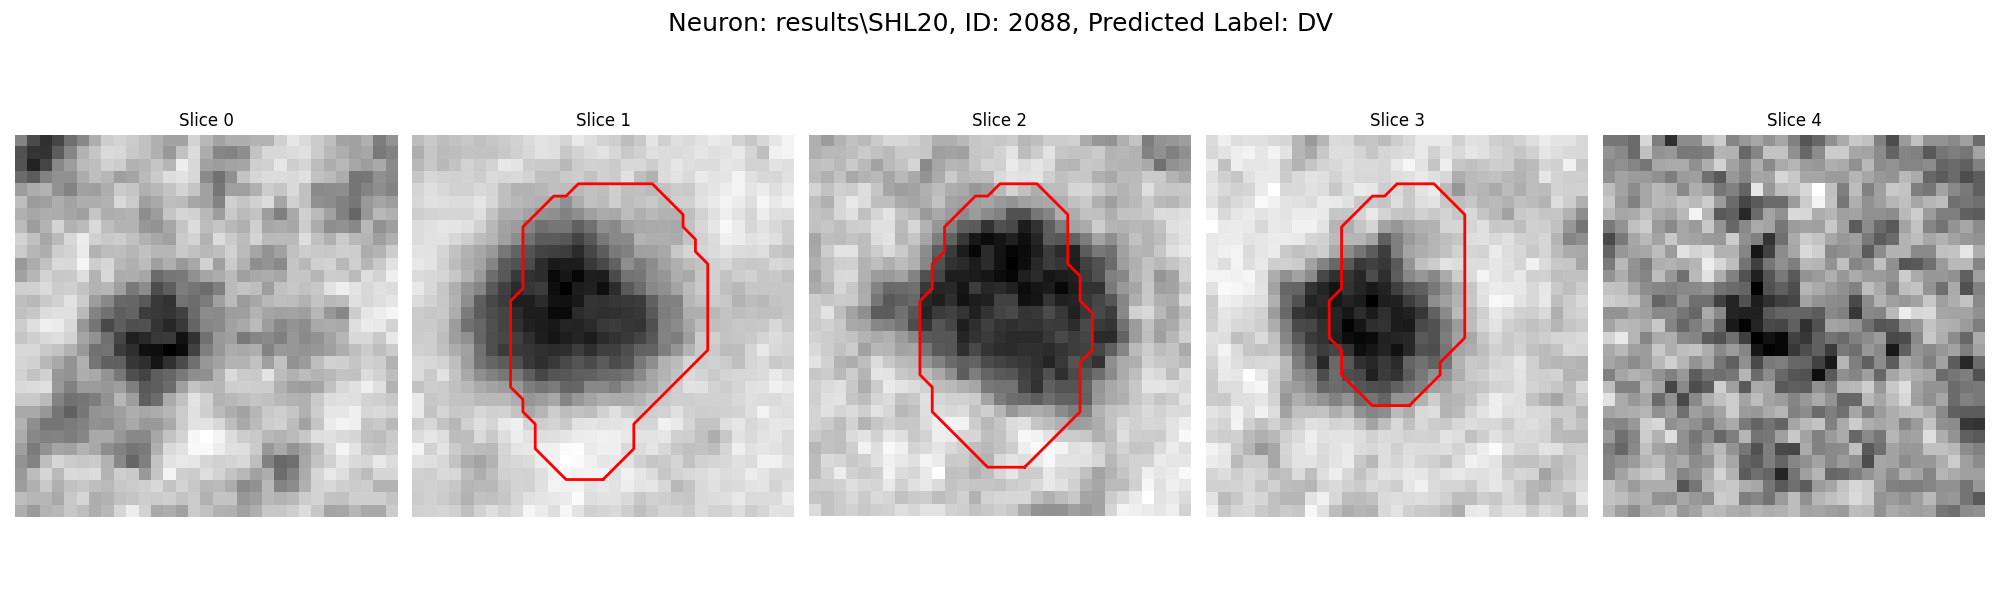 Neuron: results\SHL20, ID: 2088, Predicted Label: DV
Slice 0
Slice 1
Slice 2
Slice 3
Slice 4